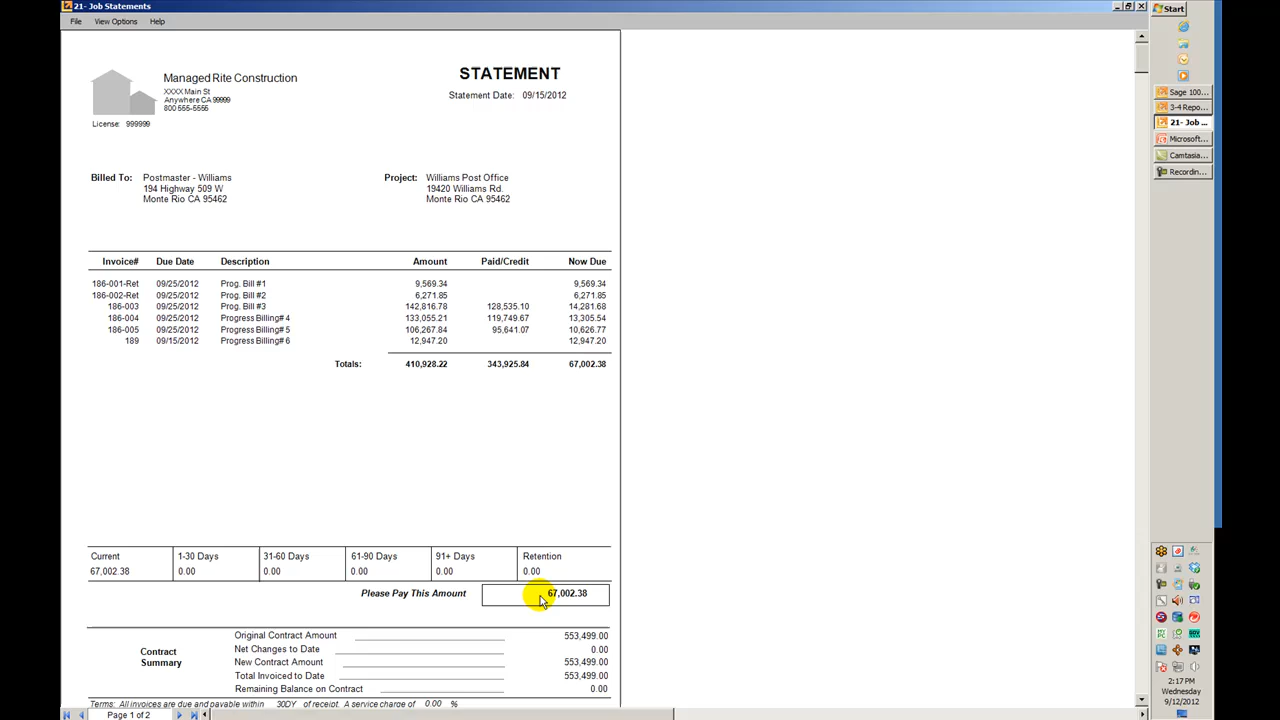 21- Job Statements
File View Options Help
Managed Rite Construction
XXXX Main St
Anywhere CA 99999
800 555-5555
License: 999999
STATEMENT
Statement Date: 09/15/2012
Billed To: Postmaster - Williams
194 Highway 509 W
Monte Rio CA 95462
Project: Williams Post Office
19420 Williams Rd.
Monte Rio CA 95462
Invoice# Due Date Description Amount Paid/Credit Now Due
186-001-Ret 09/25/2012 Prog. Bill #1 9,569.34 9,569.34
186-002-Ret 09/25/2012 Prog. Bill #2 6,271.85 6,271.85
186-003 09/25/2012 Prog. Bill #3 142,816.78 128,535.10 14,281.68
186-004 09/25/2012 Progress Billing# 4 133,055.21 119,749.67 13,305.54
186-005 09/25/2012 Progress Billing# 5 106,267.84 95,641.07 10,626.77
189 09/15/2012 Progress Billing# 6 12,947.20 12,947.20
Totals: 410,928.22 343,925.84 67,002.38
Current 1-30 Days 31-60 Days 61-90 Days 91+ Days Retention
67,002.38 0.00 0.00 0.00 0.00 0.00
Please Pay This Amount 67,002.38
Contract Summary
Original Contract Amount 553,499.00
Net Changes to Date 0.00
New Contract Amount 553,499.00
Total Invoiced to Date 553,499.00
Remaining Balance on Contract 0.00
Terms: All invoices are due and payable within 30DY of receipt. A service charge of 0.00 %
Page 1 of 2
Start
Sage 100...
3-4 Repo...
21- Job ...
Microsoft...
Camtasia...
Recordin...
2:17 PM
Wednesday
9/12/2012